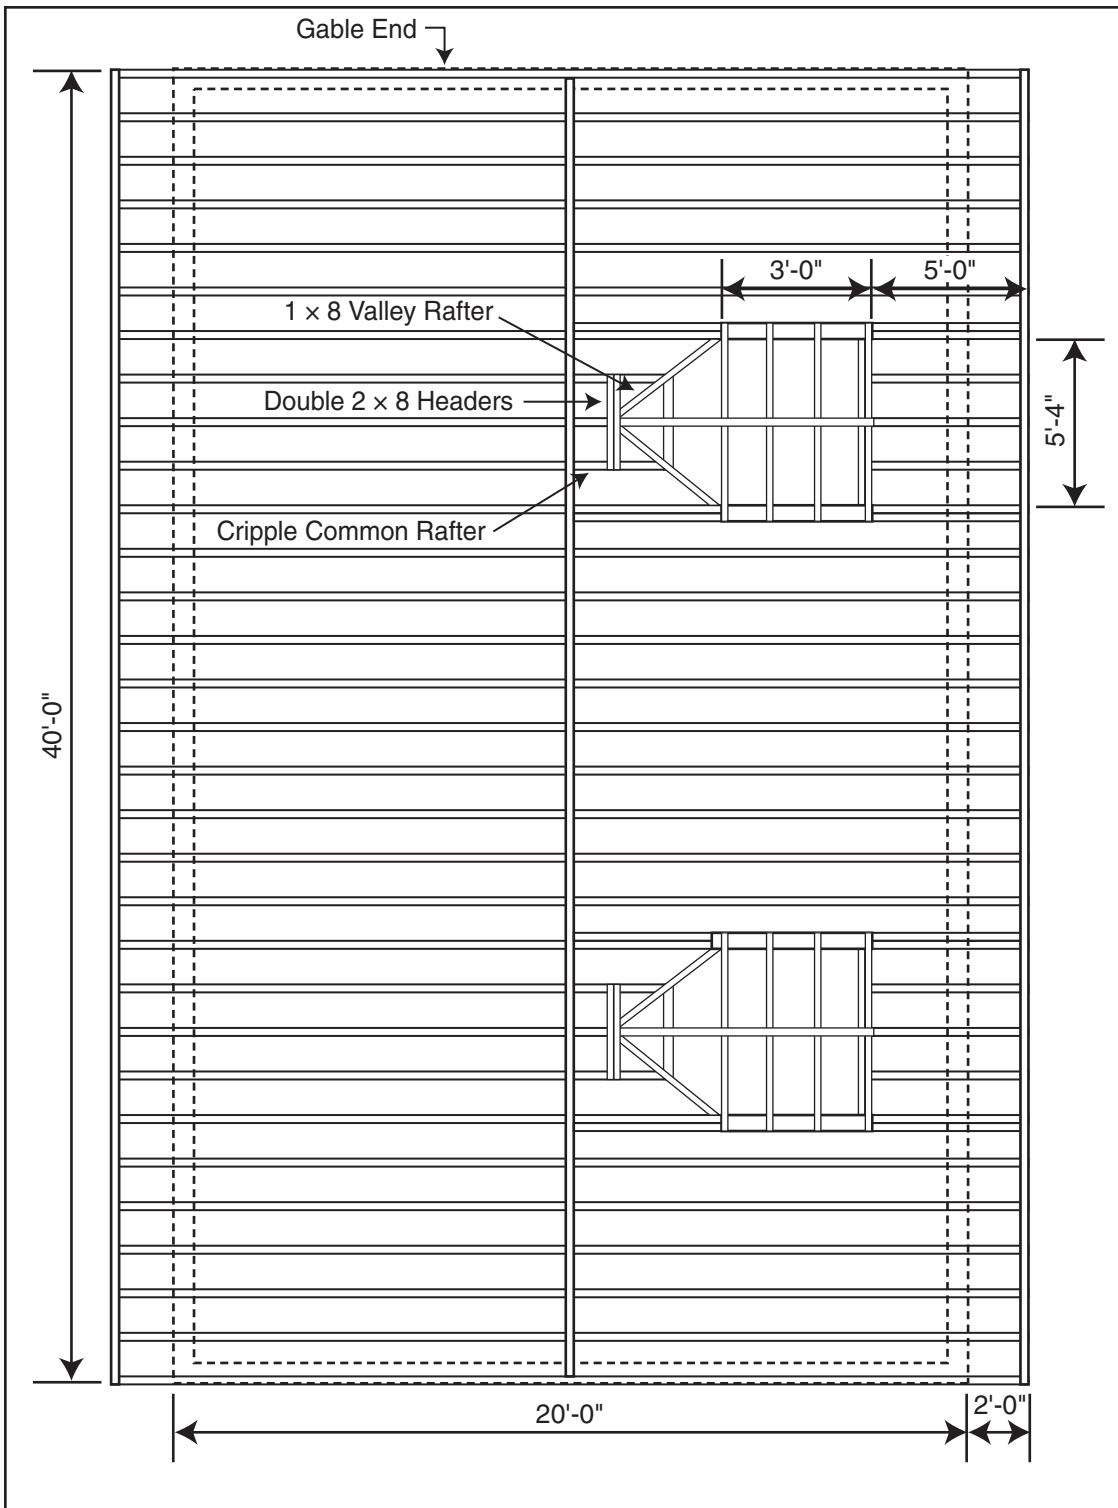 Gable End
3'-0"
5'-0"
1 × 8 Valley Rafter
Double 2 × 8 Headers
5'-4"
Cripple Common Rafter
40'-0"
20'-0"
2'-0"